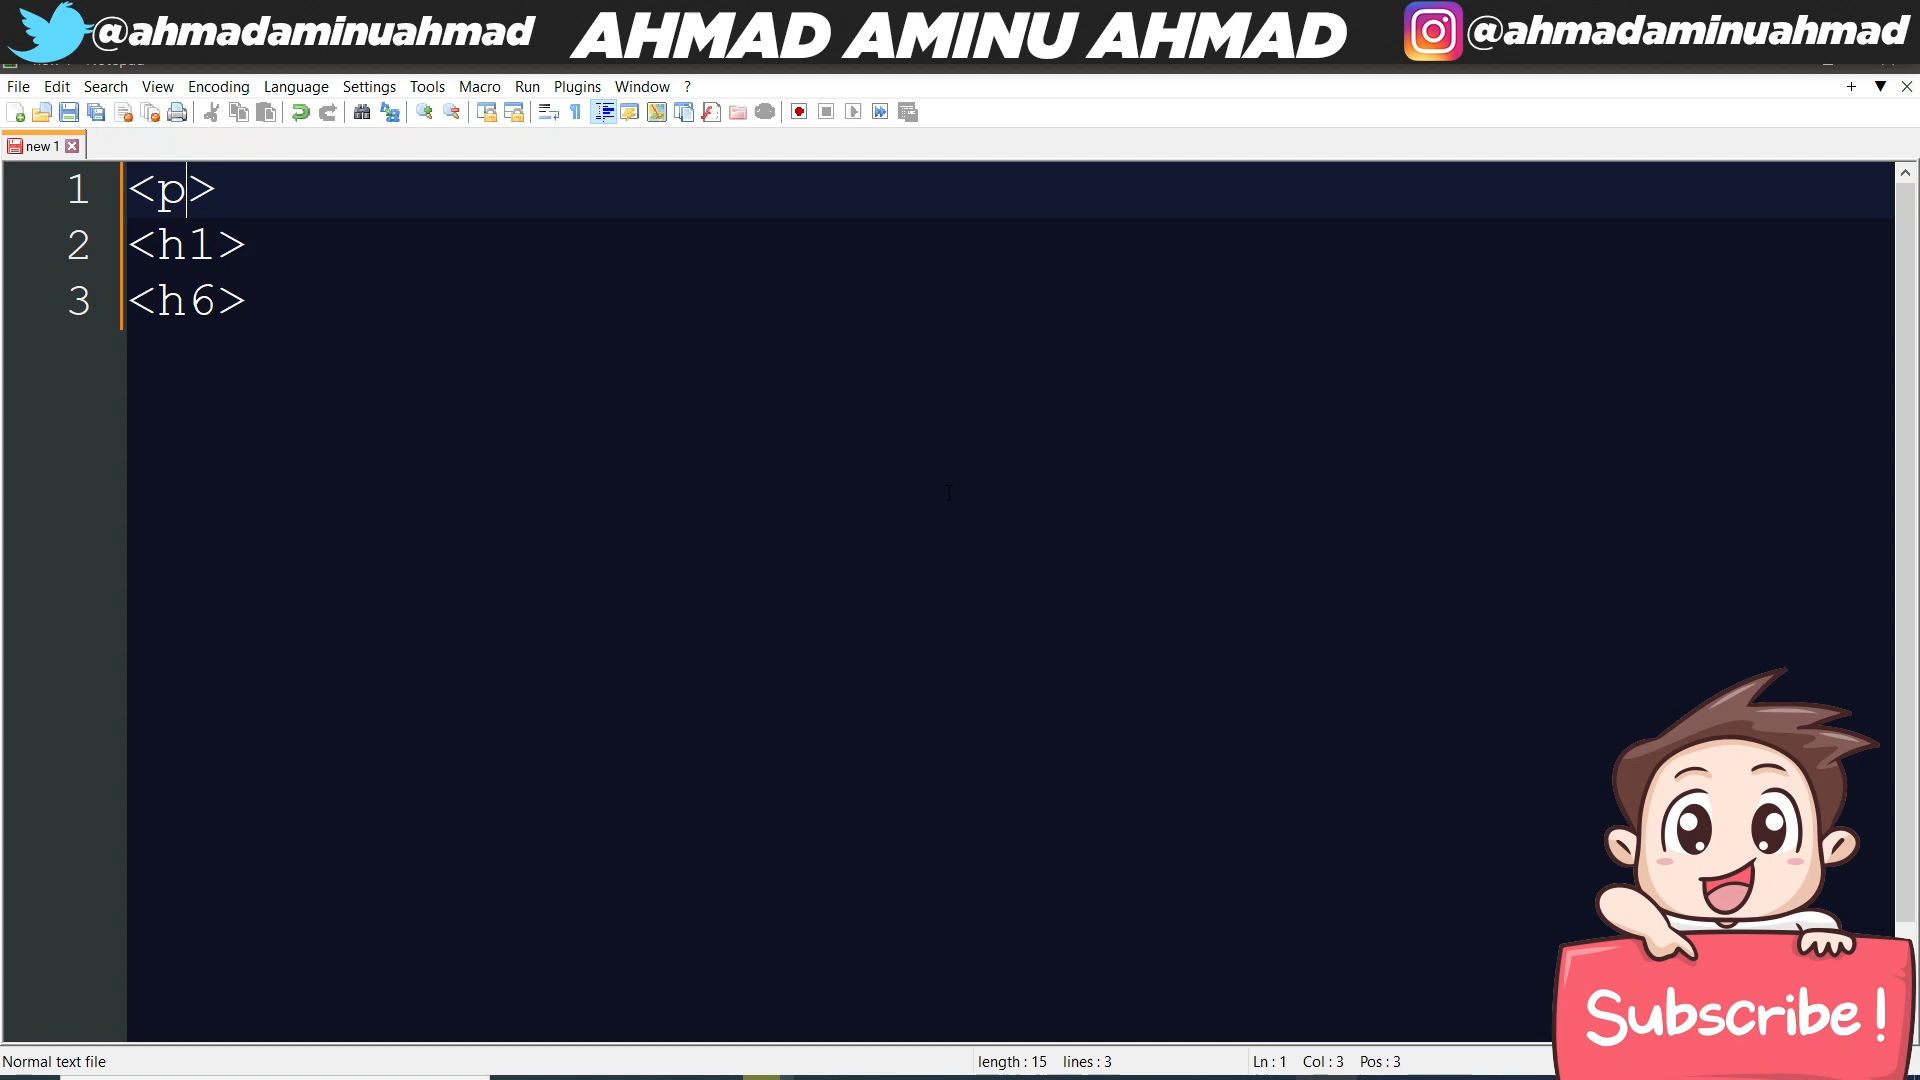 @ahmadaminuahmad AHMAD AMINU AHMAD @ahmadaminuahmad
File Edit Search View Encoding Language Settings Tools Macro Run Plugins Window ?
new 1
1 <p>
2 <h1>
3 <h6>
Subscribe!
Normal text file length : 15 lines : 3 Ln : 1 Col : 3 Pos : 3